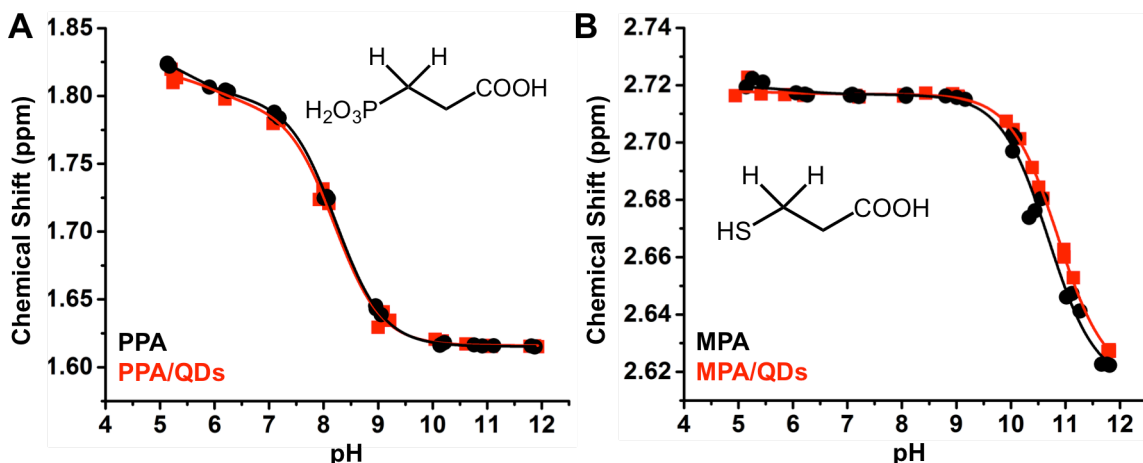 A
Chemical Shift (ppm)
1.85
1.80
1.75
1.70
1.65
1.60
H H
H₂O₃P
COOH
PPA
PPA/QDs
4 5 6 7 8 9 10 11 12
pH
B
Chemical Shift (ppm)
2.74
2.72
2.70
2.68
2.66
2.64
2.62
H H
HS
COOH
MPA
MPA/QDs
4 5 6 7 8 9 10 11 12
pH